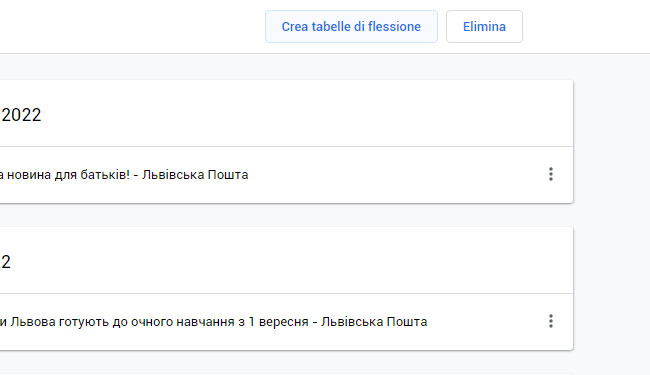 Crea tabelle di flessione Elimina
2022
а новина для батьків! - Львівська Пошта
2
и Львова готують до очного навчання з 1 вересня - Львівська Пошта